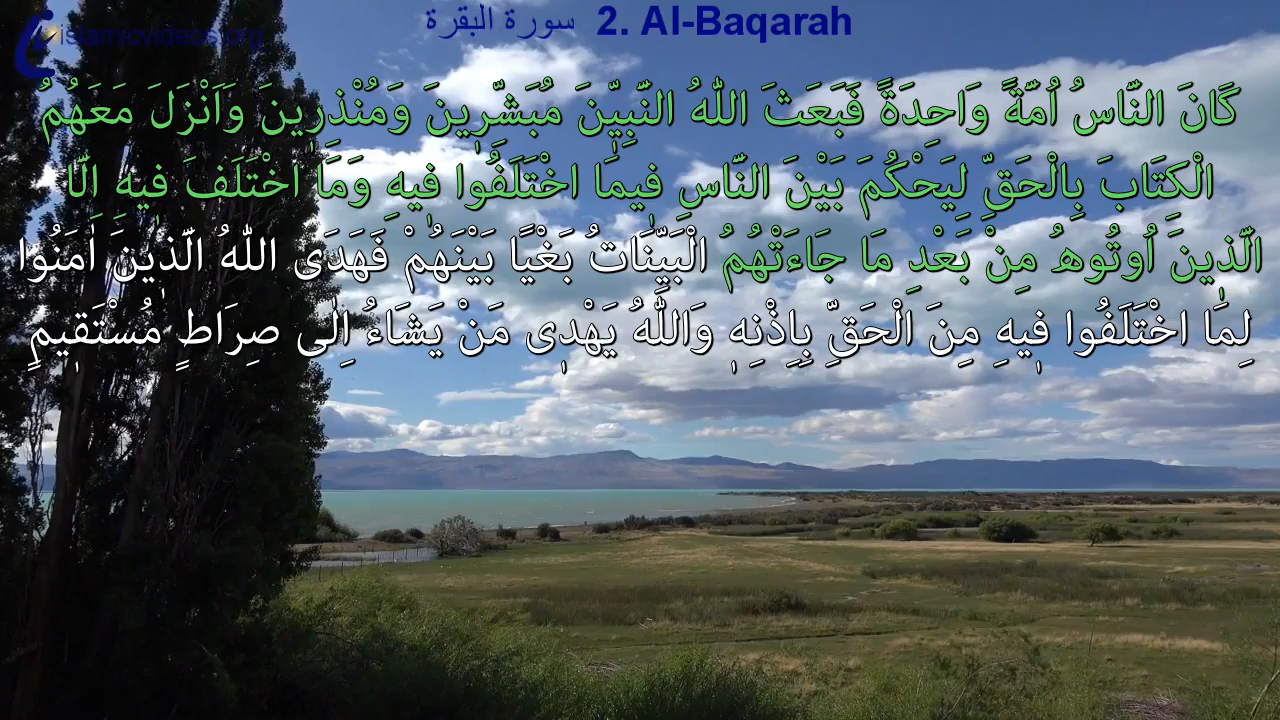 سورة البقرة 2. Al-Baqarah
islamicvideos.org
كَانَ النَّاسُ اُمَّةً وَاحِدَةً فَبَعَثَ اللّٰهُ النَّبِيّٖنَ مُبَشِّرٖينَ وَمُنْذِرٖينَ وَاَنْزَلَ مَعَهُمُ
الْكِتَابَ بِالْحَقِّ لِيَحْكُمَ بَيْنَ النَّاسِ فٖيمَا اخْتَلَفُوا فٖيهِ وَمَا اخْتَلَفَ فٖيهِ اِلَّا
الَّذٖينَ اُوتُوهُ مِنْ بَعْدِ مَا جَاءَتْهُمُ الْبَيِّنَاتُ بَغْيًا بَيْنَهُمْ فَهَدَى اللّٰهُ الَّذٖينَ اٰمَنُوا
لِمَا اخْتَلَفُوا فٖيهِ مِنَ الْحَقِّ بِاِذْنِهٖ وَاللّٰهُ يَهْدٖى مَنْ يَشَاءُ اِلٰى صِرَاطٍ مُسْتَقٖيمٍ